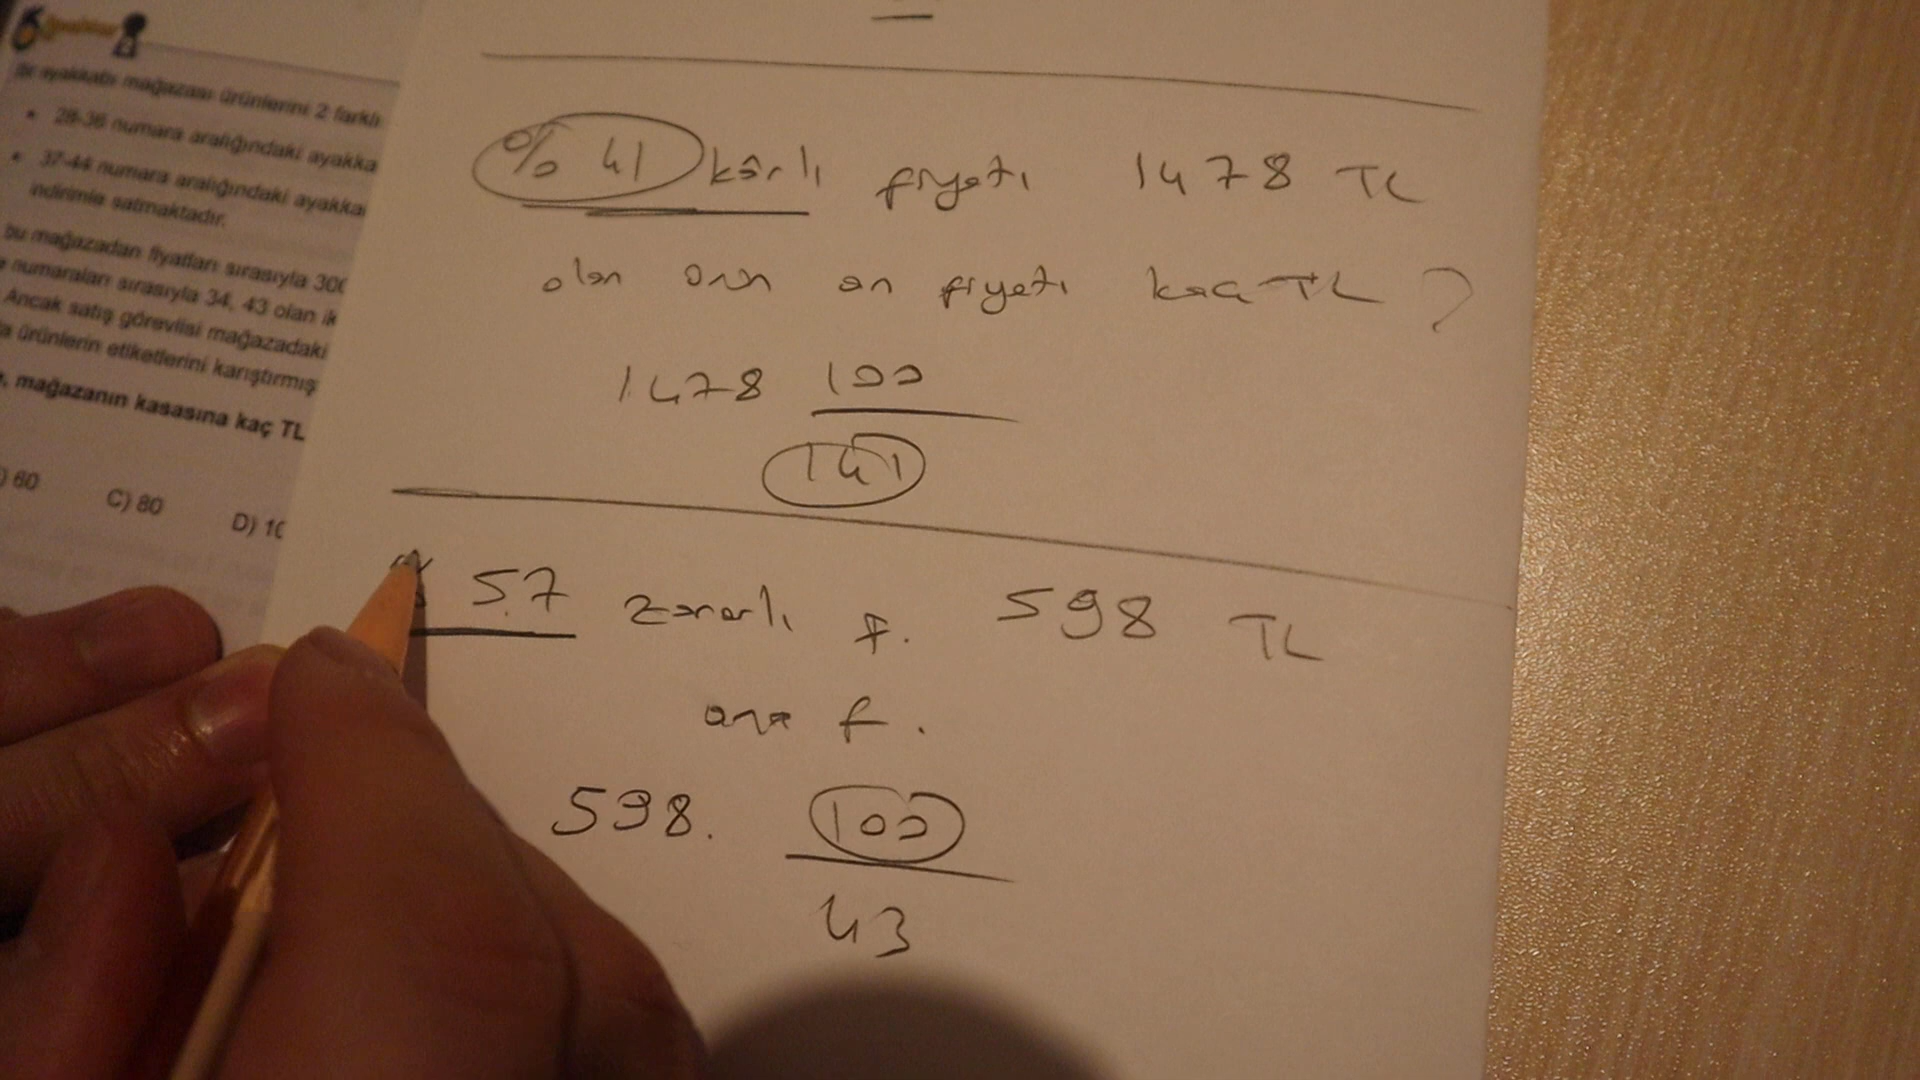 ayakkabı mağazası ürünlerini 2 farklı
• 28-36 numara aralığındaki ayakka
• 37-44 numara aralığındaki ayakkal
indirimle satmaktadır.
bu mağazadan fiyatları sırasıyla 300
numaraları sırasıyla 34, 43 olan ik
Ancak satış görevlisi mağazadaki
ürünlerin etiketlerini karıştırmış
, mağazanın kasasına kaç TL
) 60 C) 80 D) 10
% 41 kârlı fiyatı 1478 TL
olan ürün an fiyatı kaç TL ?
1478 100
141
% 57 zararlı f. 598 TL
ana f.
598. 100
43